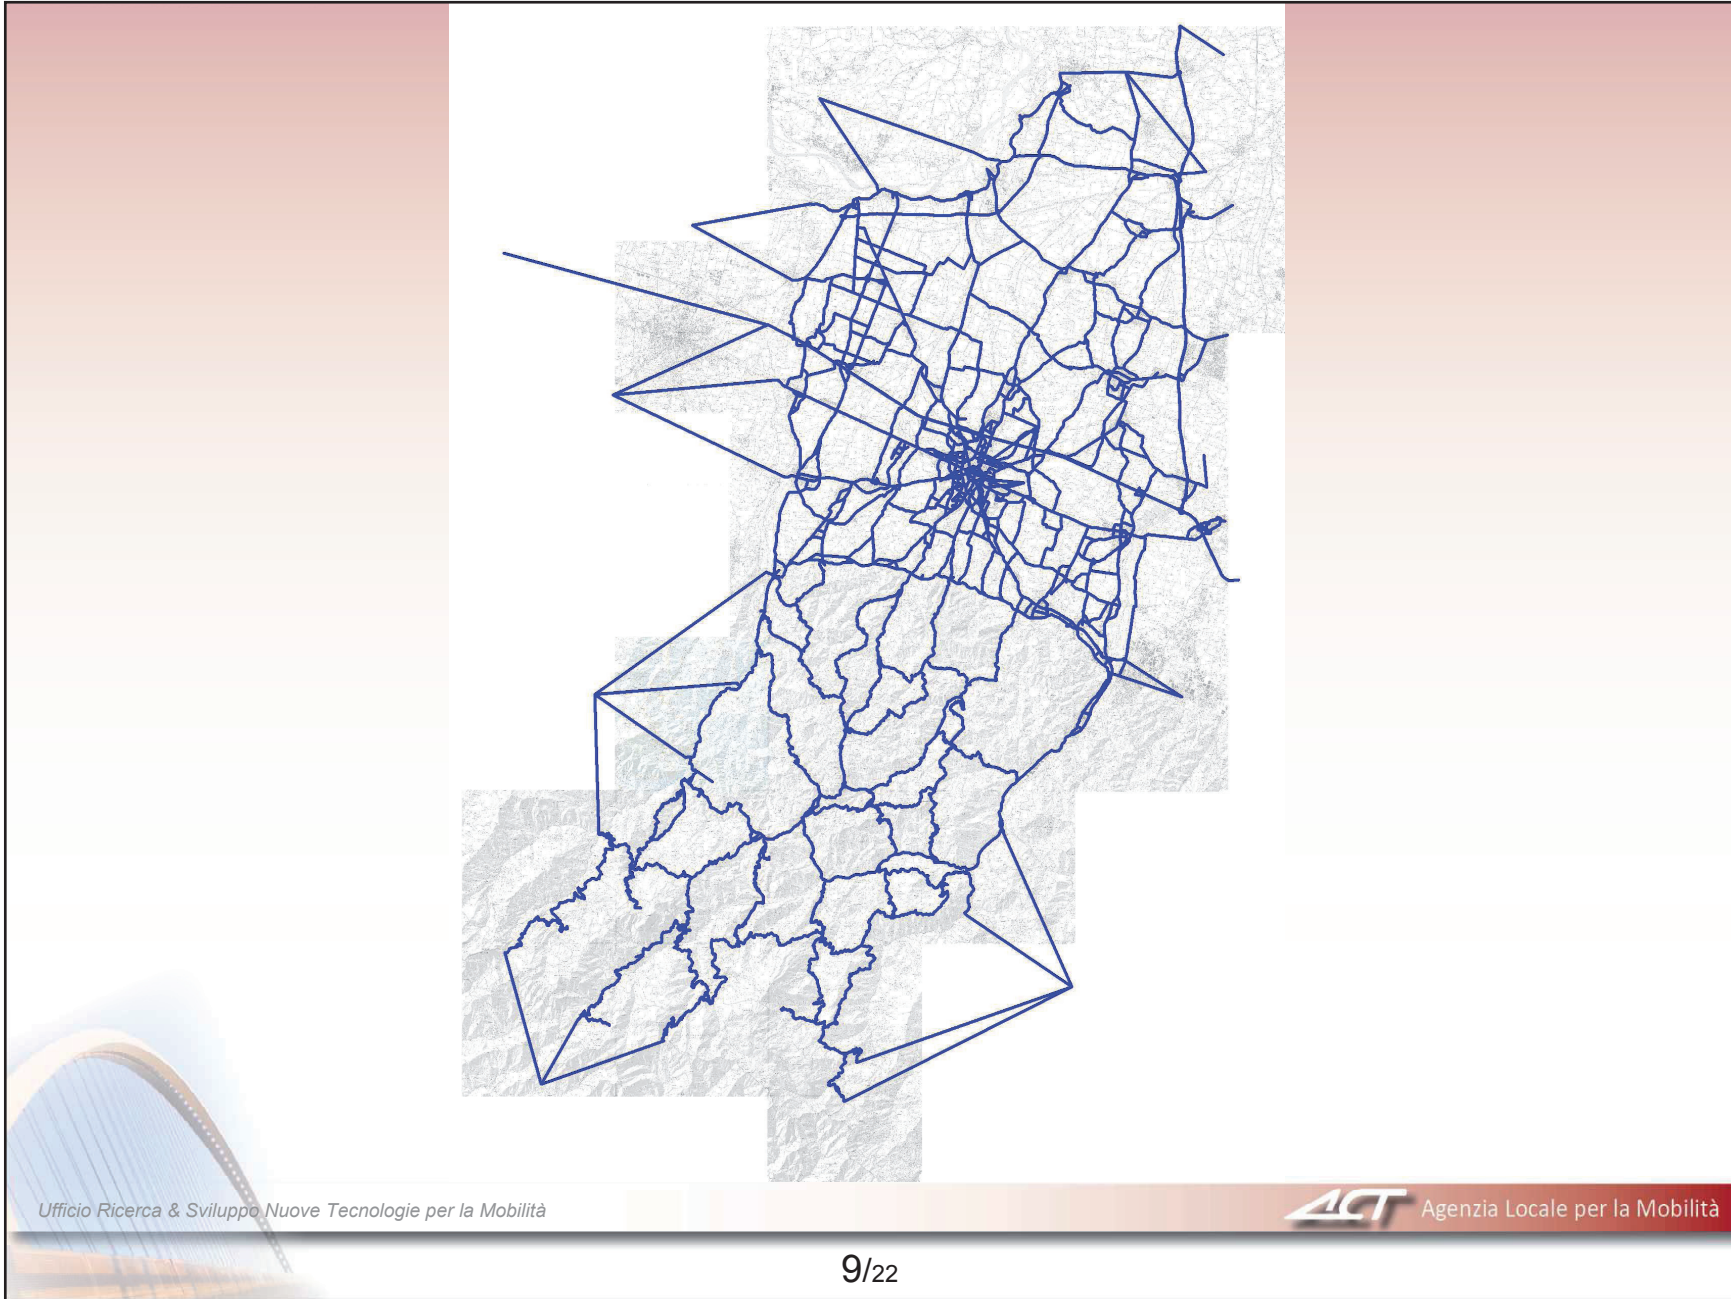 Ufficio Ricerca & Sviluppo Nuove Tecnologie per la Mobilità
ACT Agenzia Locale per la Mobilità
9/22